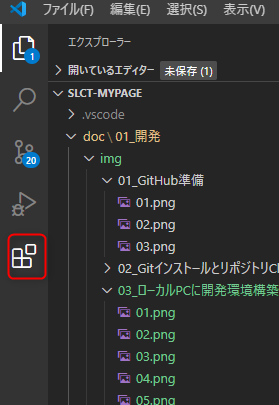 ファイル(F) 編集(E) 選択(S) 表示(V)
エクスプローラー
開いているエディター 未保存 (1)
SLCT-MYPAGE
.vscode
doc \ 01_開発
img
01_GitHub準備
01.png
02.png
03.png
02_GitインストールとリポジトリCl
03_ローカルPCに開発環境構築
01.png
02.png
03.png
04.png
05.png
1
20